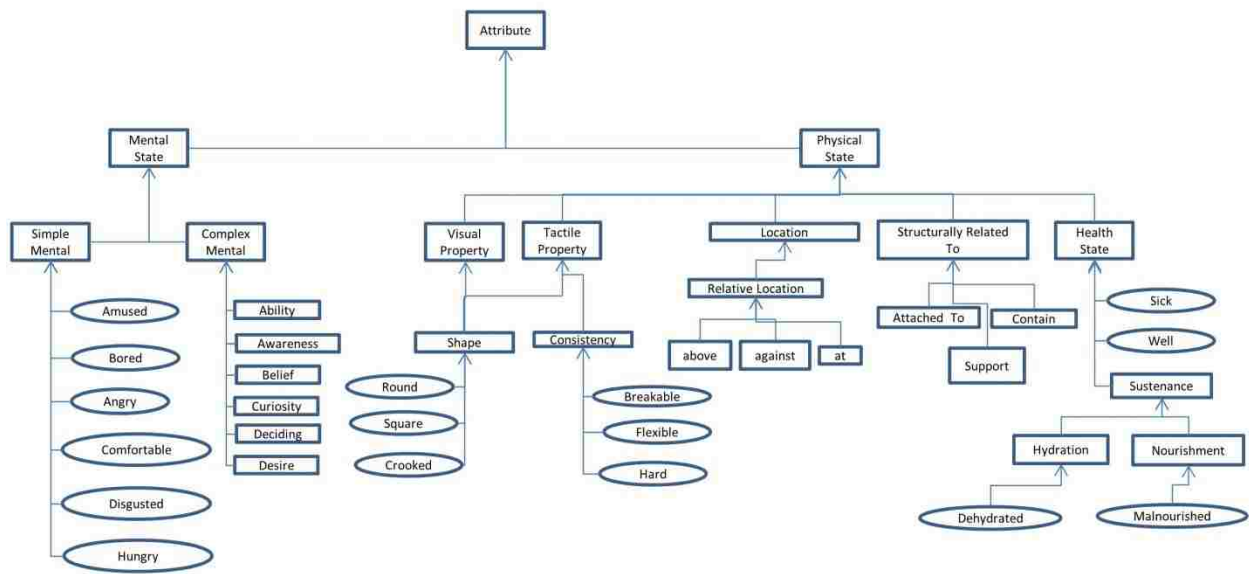 Attribute
Mental
State
Physical
State
Simple
Mental
Complex
Mental
Visual
Property
Tactile
Property
Location
Structurally Related
To
Health
State
Relative Location
Amused
Bored
Angry
Comfortable
Disgusted
Hungry
Ability
Awareness
Belief
Curiosity
Deciding
Desire
Shape
Consistency
Round
Square
Crooked
Breakable
Flexible
Hard
above
against
at
Attached To
Contain
Support
Sick
Well
Sustenance
Hydration
Nourishment
Dehydrated
Malnourished